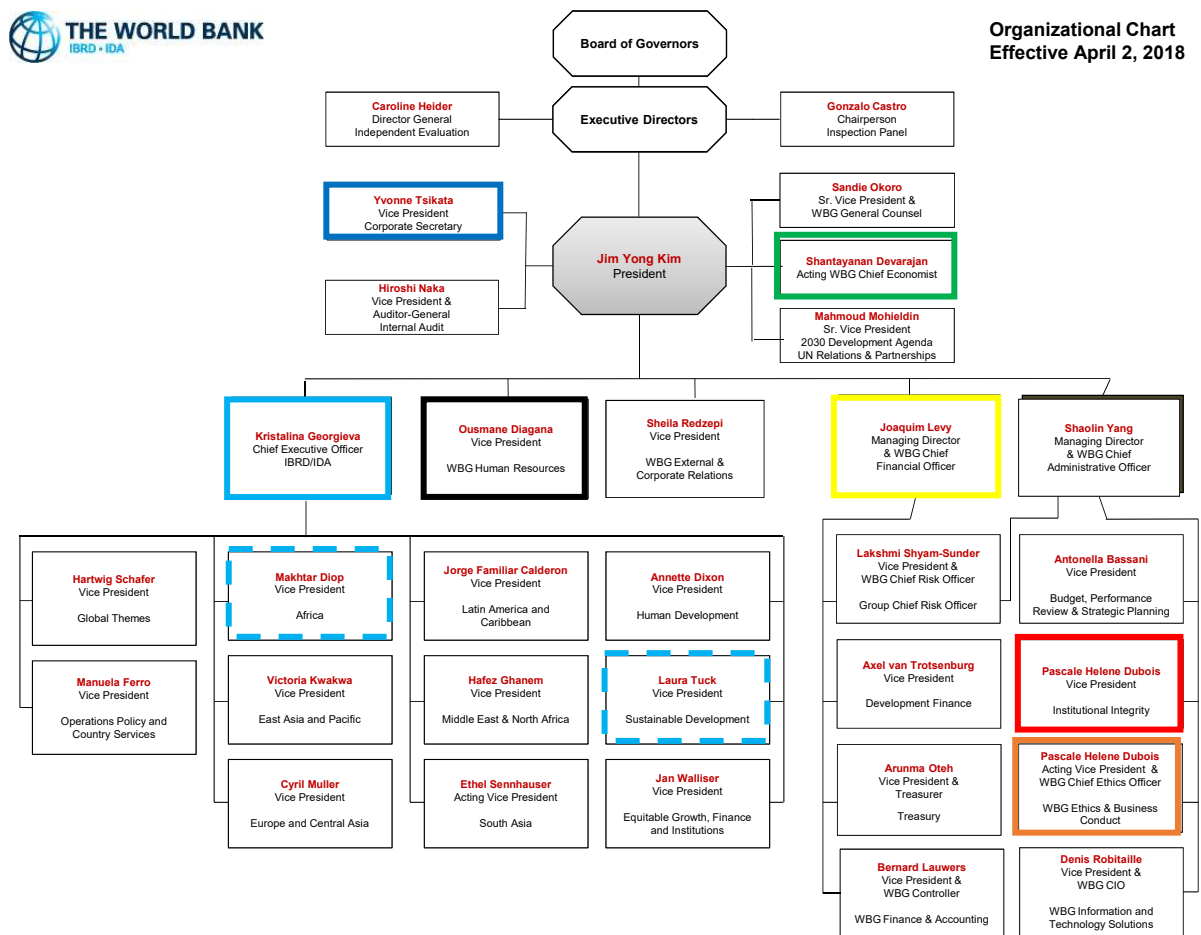 THE WORLD BANK
IBRD • IDA
Organizational Chart
Effective April 2, 2018
Board of Governors
Executive Directors
Caroline Heider
Director General
Independent Evaluation
Gonzalo Castro
Chairperson
Inspection Panel
Yvonne Tsikata
Vice President
Corporate Secretary
Jim Yong Kim
President
Sandie Okoro
Sr. Vice President &
WBG General Counsel
Shantayanan Devarajan
Acting WBG Chief Economist
Hiroshi Naka
Vice President &
Auditor-General
Internal Audit
Mahmoud Mohieldin
Sr. Vice President
2030 Development Agenda
UN Relations & Partnerships
Kristalina Georgieva
Chief Executive Officer
IBRD/IDA
Ousmane Diagana
Vice President
WBG Human Resources
Sheila Redzepi
Vice President
WBG External &
Corporate Relations
Joaquim Levy
Managing Director
& WBG Chief
Financial Officer
Shaolin Yang
Managing Director
& WBG Chief
Administrative Officer
Hartwig Schafer
Vice President
Global Themes
Makhtar Diop
Vice President
Africa
Jorge Familiar Calderon
Vice President
Latin America and
Caribbean
Annette Dixon
Vice President
Human Development
Lakshmi Shyam-Sunder
Vice President &
WBG Chief Risk Officer
Group Chief Risk Officer
Antonella Bassani
Vice President
Budget, Performance
Review & Strategic Planning
Manuela Ferro
Vice President
Operations Policy and
Country Services
Victoria Kwakwa
Vice President
East Asia and Pacific
Hafez Ghanem
Vice President
Middle East & North Africa
Laura Tuck
Vice President
Sustainable Development
Axel van Trotsenburg
Vice President
Development Finance
Pascale Helene Dubois
Vice President
Institutional Integrity
Cyril Muller
Vice President
Europe and Central Asia
Ethel Sennhauser
Acting Vice President
South Asia
Jan Walliser
Vice President
Equitable Growth, Finance
and Institutions
Arunma Oteh
Vice President &
Treasurer
Treasury
Pascale Helene Dubois
Acting Vice President &
WBG Chief Ethics Officer
WBG Ethics & Business
Conduct
Bernard Lauwers
Vice President &
WBG Controller
WBG Finance & Accounting
Denis Robitaille
Vice President &
WBG CIO
WBG Information and
Technology Solutions